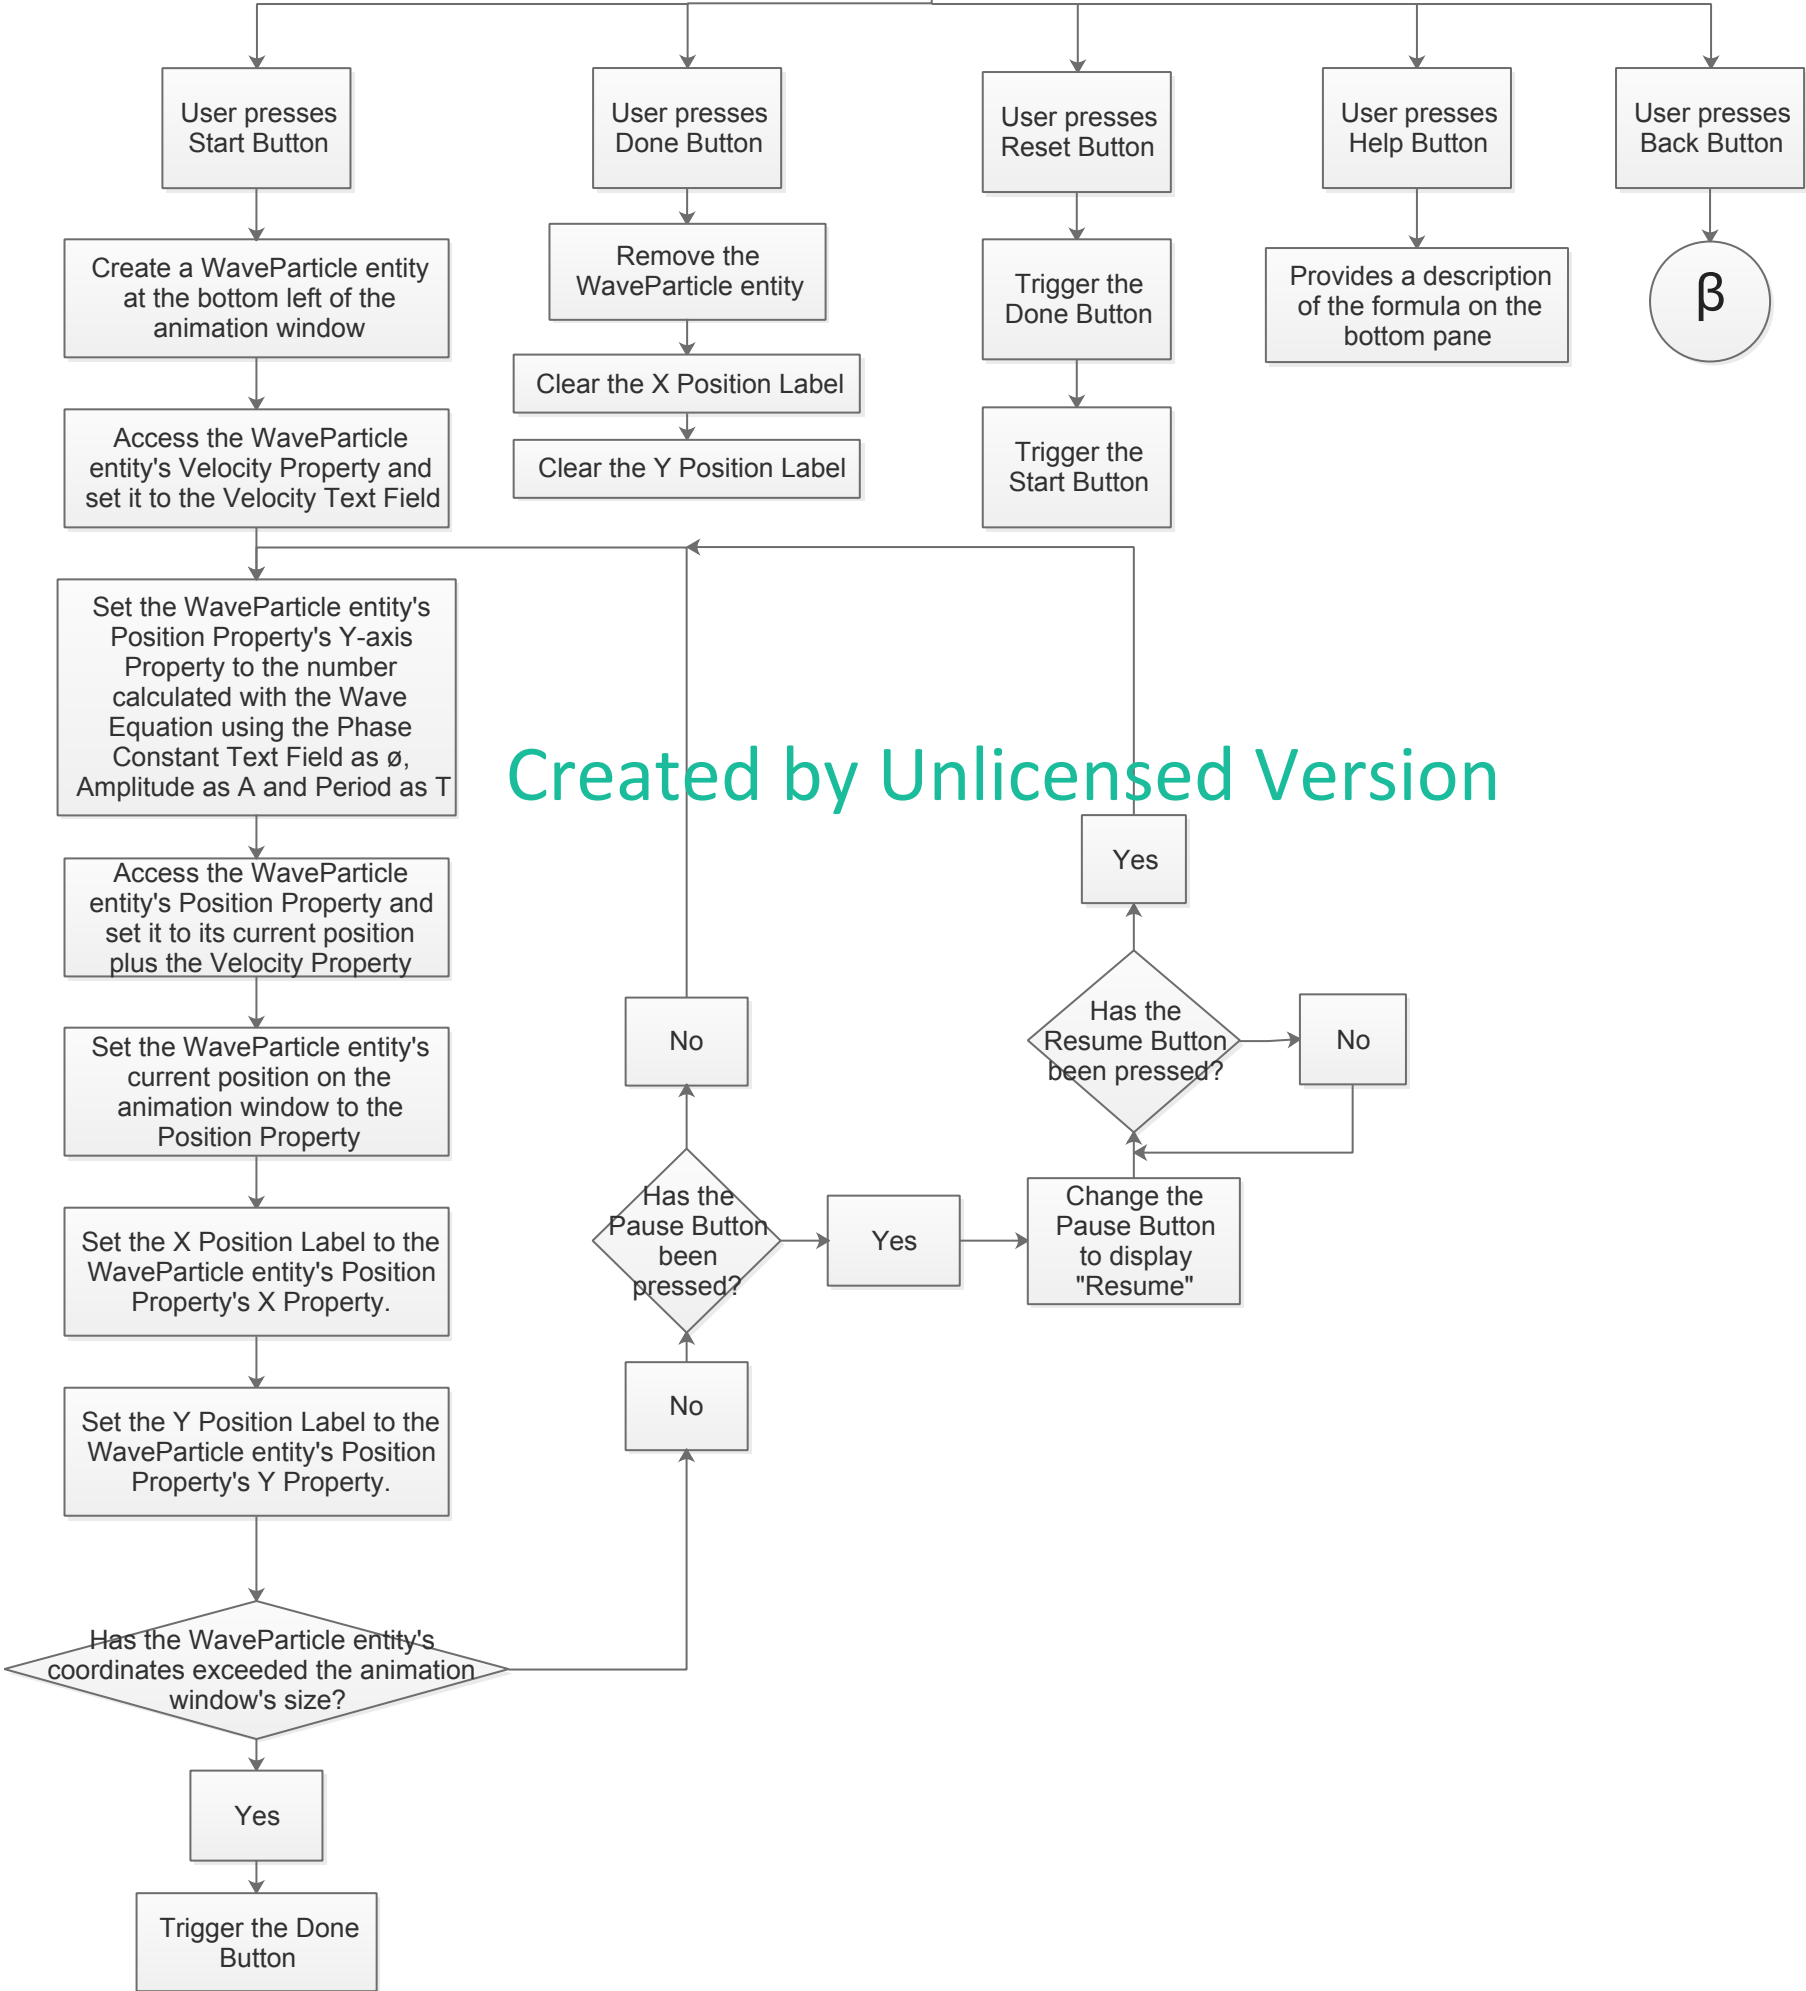 User presses
Start Button
User presses
Done Button
User presses
Reset Button
User presses
Help Button
User presses
Back Button
Create a WaveParticle entity
at the bottom left of the
animation window
Remove the
WaveParticle entity
Trigger the
Done Button
Provides a description
of the formula on the
bottom pane
β
Clear the X Position Label
Access the WaveParticle
entity's Velocity Property and
set it to the Velocity Text Field
Clear the Y Position Label
Trigger the
Start Button
Set the WaveParticle entity's
Position Property's Y-axis
Property to the number
calculated with the Wave
Equation using the Phase
Constant Text Field as ø,
Amplitude as A and Period as T
Created by Unlicensed Version
Access the WaveParticle
entity's Position Property and
set it to its current position
plus the Velocity Property
Yes
Set the WaveParticle entity's
current position on the
animation window to the
Position Property
No
Has the
Resume Button
been pressed?
No
Set the X Position Label to the
WaveParticle entity's Position
Property's X Property.
Has the
Pause Button
been
pressed?
Yes
Change the
Pause Button
to display
"Resume"
Set the Y Position Label to the
WaveParticle entity's Position
Property's Y Property.
No
Has the WaveParticle entity's
coordinates exceeded the animation
window's size?
Yes
Trigger the Done
Button